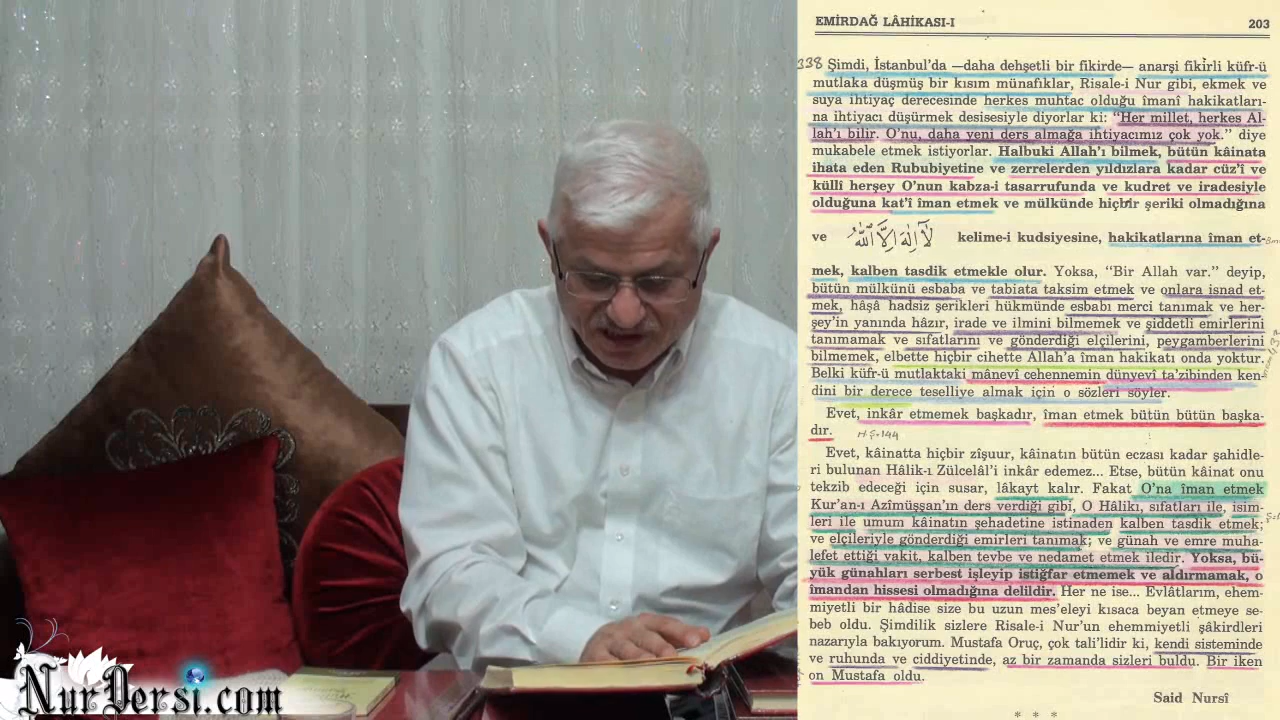 EMİRDAĞ LÂHİKASI-I 203
338 Şimdi, İstanbul'da —daha dehşetli bir fikirde— anarşi fikirli küfr-ü
mutlaka düşmüş bir kısım münafıklar, Risale-i Nur gibi, ekmek ve
suya ihtiyaç derecesinde herkes muhtac olduğu îmanî hakikatları-
na ihtiyacı düşürmek desisesiyle diyorlar ki: "Her millet, herkes Al-
lah'ı bilir. O'nu, daha yeni ders almağa ihtiyacımız çok yok." diye
mukabele etmek istiyorlar. Halbuki Allah'ı bilmek, bütün kâinata
ihata eden Rububiyetine ve zerrelerden yıldızlara kadar cüz'î ve
küllî herşey O'nun kabza-i tasarrufunda ve kudret ve iradesiyle
olduğuna kat'î îman etmek ve mülkünde hiçbir şeriki olmadığına
ve لَا اِلٰهَ اِلَّا اللّٰهُ kelime-i kudsiyesine, hakikatlarına îman et-
mek, kalben tasdik etmekle olur. Yoksa, "Bir Allah var." deyip,
bütün mülkünü esbaba ve tabiata taksim etmek ve onlara isnad et-
mek, hâşâ hadsiz şerikleri hükmünde esbabı merci tanımak ve her-
şey'in yanında hâzır, irade ve ilmini bilmemek ve şiddetli emirlerini
tanımamak ve sıfatlarını ve gönderdiği elçilerini, peygamberlerini
bilmemek, elbette hiçbir cihette Allah'a îman hakikatı onda yoktur.
Belki küfr-ü mutlaktaki mânevî cehennemin dünyevî ta'zibinden ken-
dini bir derece teselliye almak için o sözleri söyler.
Evet, inkâr etmemek başkadır, îman etmek bütün bütün başka-
dır. H.Ş:144
Evet, kâinatta hiçbir zîşuur, kâinatın bütün eczası kadar şahidle-
ri bulunan Hâlik-ı Zülcelâl'i inkâr edemez... Etse, bütün kâinat onu
tekzib edeceği için susar, lâkayt kalır. Fakat O'na îman etmek
Kur'an-ı Azîmüşşan'ın ders verdiği gibi, O Hâlikı, sıfatları ile, isim-
leri ile umum kâinatın şehadetine istinaden kalben tasdik etmek;
ve elçileriyle gönderdiği emirleri tanımak; ve günah ve emre muha-
lefet ettiği vakit, kalben tevbe ve nedamet etmek iledir. Yoksa, bü-
yük günahları serbest işleyip istiğfar etmemek ve aldırmamak, o
îmandan hissesi olmadığına delildir. Her ne ise... Evlâtlarım, ehem-
miyetli bir hâdise size bu uzun mes'eleyi kısaca beyan etmeye se-
beb oldu. Şimdilik sizlere Risale-i Nur'un ehemmiyetli şâkirdleri
nazarıyla bakıyorum. Mustafa Oruç, çok tali'lidir ki, kendi sisteminde
ve ruhunda ve ciddiyetinde, az bir zamanda sizleri buldu. Bir iken
on Mustafa oldu.
Said Nursî
* * *
NurDersi.com